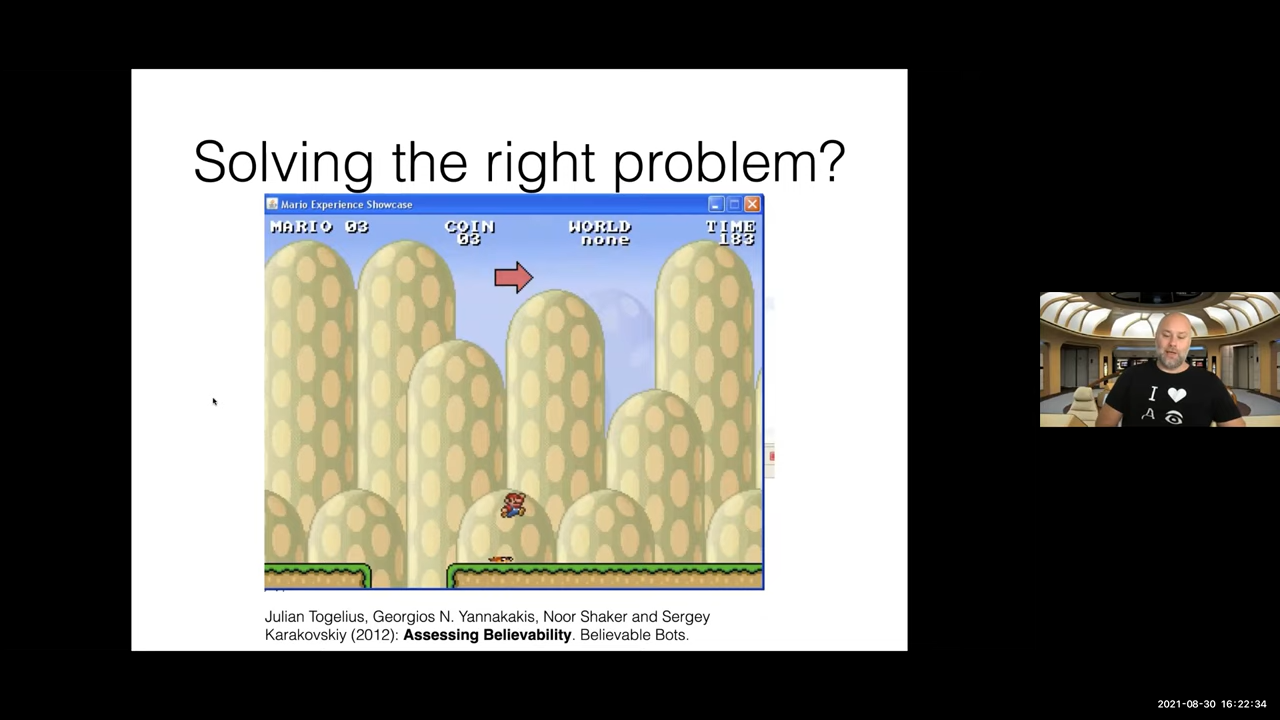 Solving the right problem?
Mario Experience Showcase
MARIO 03
COIN
03
WORLD
none
TIME
183
Julian Togelius, Georgios N. Yannakakis, Noor Shaker and Sergey
Karakovskiy (2012): Assessing Believability. Believable Bots.
I
A
2021-08-30 16:22:34